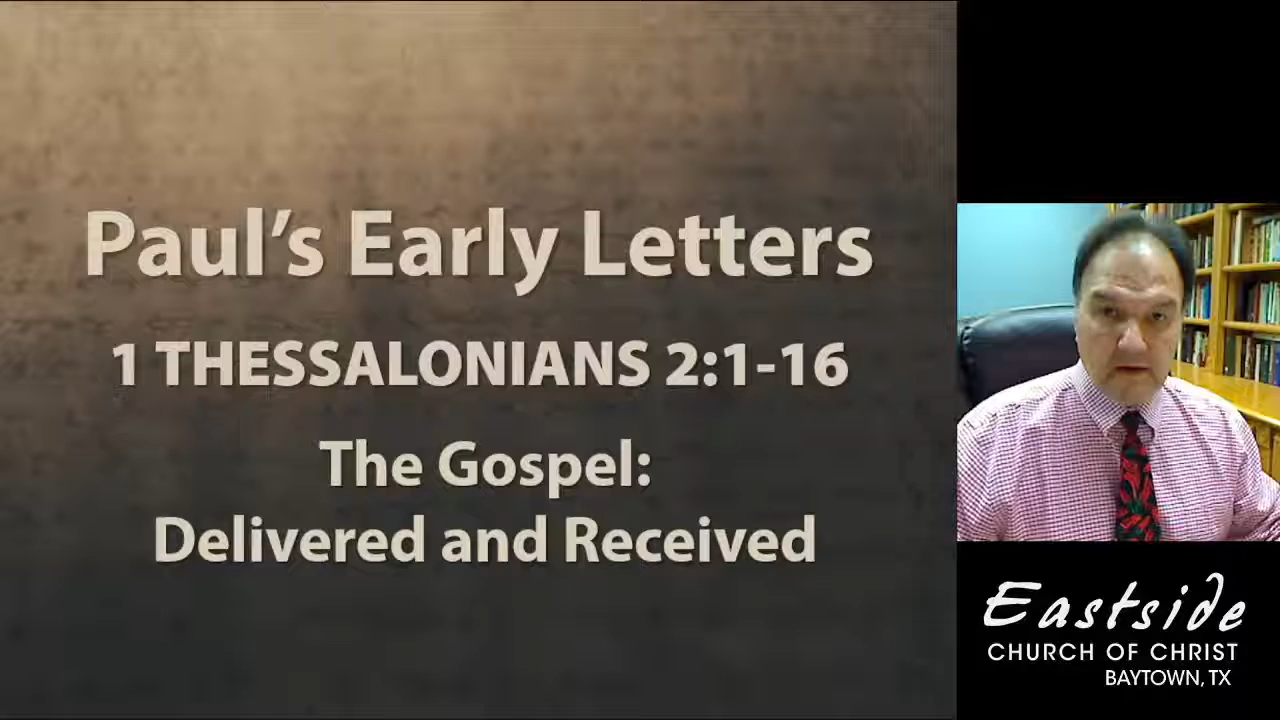 Paul’s Early Letters
1 THESSALONIANS 2:1-16
The Gospel:
Delivered and Received
Eastside
CHURCH OF CHRIST
BAYTOWN, TX